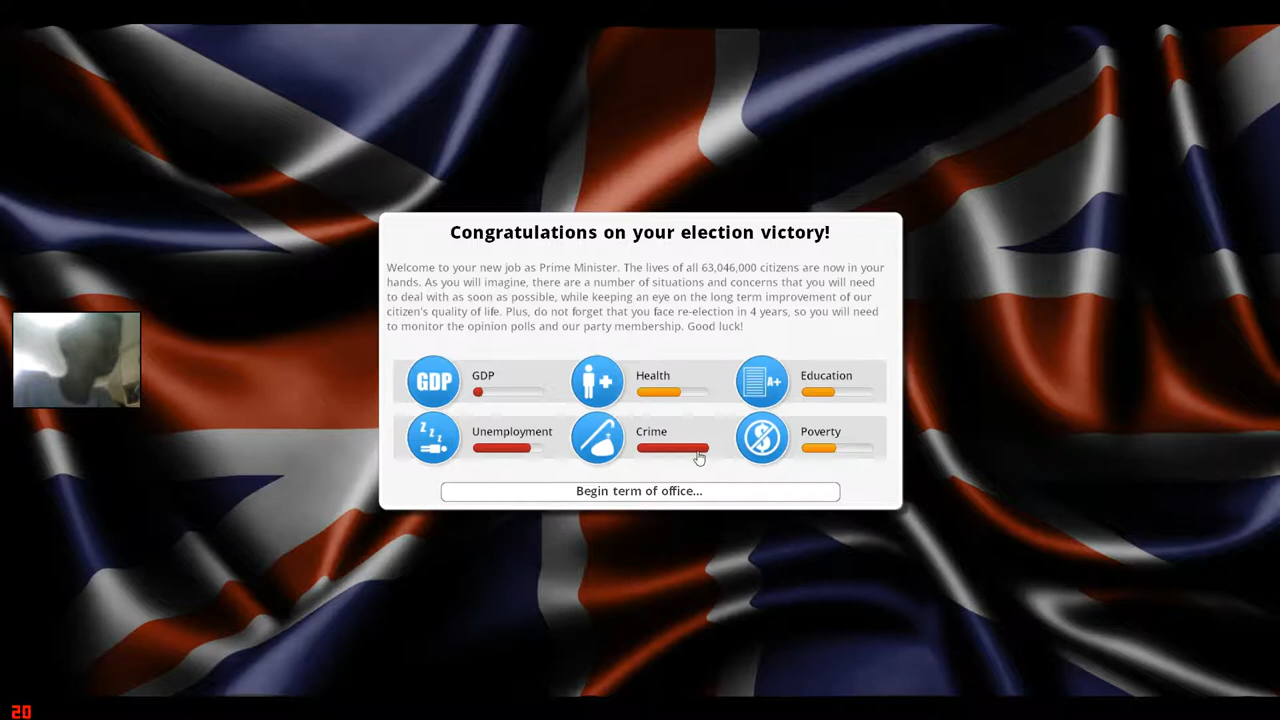 Congratulations on your election victory!
Welcome to your new job as Prime Minister. The lives of all 63,046,000 citizens are now in your
hands. As you will imagine, there are a number of situations and concerns that you will need
to deal with as soon as possible, while keeping an eye on the long term improvement of our
citizen's quality of life. Plus, do not forget that you face re-election in 4 years, so you will need
to monitor the opinion polls and our party membership. Good luck!
GDP GDP Health A+ Education
Z Z Z Unemployment Crime $ Poverty
Begin term of office...
20